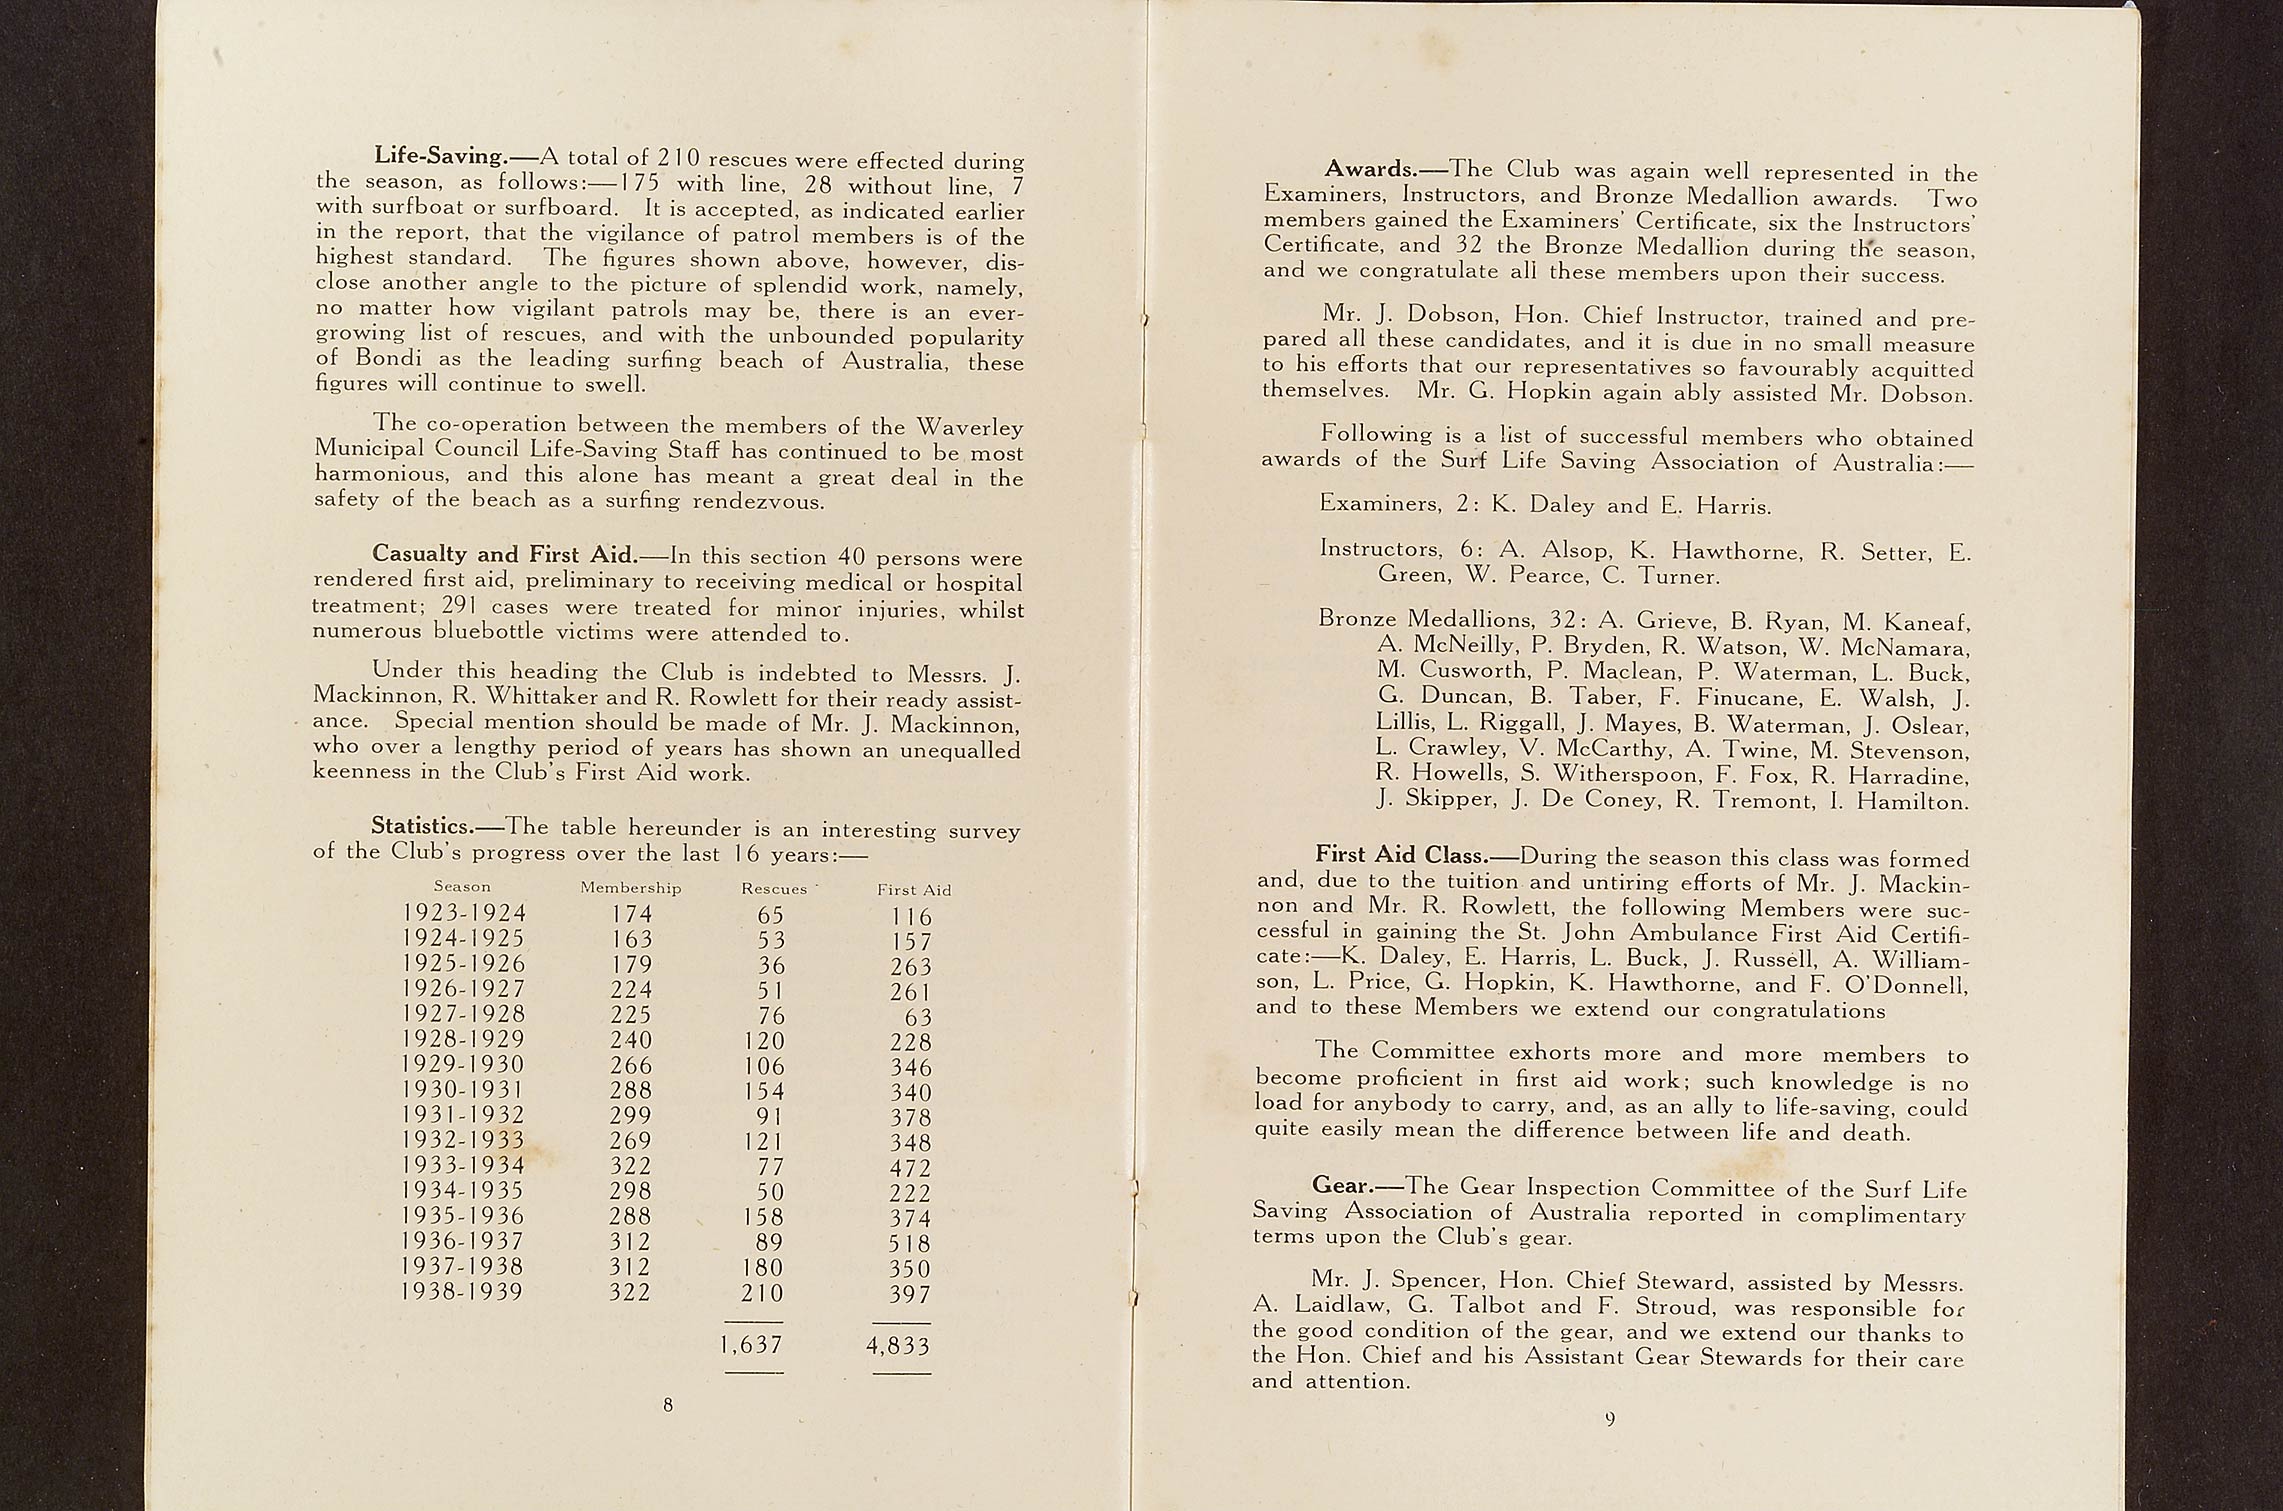 Life-Saving.—A total of 210 rescues were effected during
the season, as follows:—175 with line, 28 without line, 7
with surfboat or surfboard. It is accepted, as indicated earlier
in the report, that the vigilance of patrol members is of the
highest standard. The figures shown above, however, dis-
close another angle to the picture of splendid work, namely,
no matter how vigilant patrols may be, there is an ever-
growing list of rescues, and with the unbounded popularity
of Bondi as the leading surfing beach of Australia, these
figures will continue to swell.
The co-operation between the members of the Waverley
Municipal Council Life-Saving Staff has continued to be most
harmonious, and this alone has meant a great deal in the
safety of the beach as a surfing rendezvous.
Casualty and First Aid.—In this section 40 persons were
rendered first aid, preliminary to receiving medical or hospital
treatment; 291 cases were treated for minor injuries, whilst
numerous bluebottle victims were attended to.
Under this heading the Club is indebted to Messrs. J.
Mackinnon, R. Whittaker and R. Rowlett for their ready assist-
ance. Special mention should be made of Mr. J. Mackinnon,
who over a lengthy period of years has shown an unequalled
keenness in the Club's First Aid work.
Statistics.—The table hereunder is an interesting survey
of the Club's progress over the last 16 years:—
Season Membership Rescues First Aid
1923-1924 174 65 116
1924-1925 163 53 157
1925-1926 179 36 263
1926-1927 224 51 261
1927-1928 225 76 63
1928-1929 240 120 228
1929-1930 266 106 346
1930-1931 288 154 340
1931-1932 299 91 378
1932-1933 269 121 348
1933-1934 322 77 472
1934-1935 298 50 222
1935-1936 288 158 374
1936-1937 312 89 518
1937-1938 312 180 350
1938-1939 322 210 397
1,637 4,833
8
Awards.—The Club was again well represented in the
Examiners, Instructors, and Bronze Medallion awards. Two
members gained the Examiners' Certificate, six the Instructors'
Certificate, and 32 the Bronze Medallion during the season,
and we congratulate all these members upon their success.
Mr. J. Dobson, Hon. Chief Instructor, trained and pre-
pared all these candidates, and it is due in no small measure
to his efforts that our representatives so favourably acquitted
themselves. Mr. G. Hopkin again ably assisted Mr. Dobson.
Following is a list of successful members who obtained
awards of the Surf Life Saving Association of Australia:—
Examiners, 2: K. Daley and E. Harris.
Instructors, 6: A. Alsop, K. Hawthorne, R. Setter, E.
Green, W. Pearce, C. Turner.
Bronze Medallions, 32: A. Grieve, B. Ryan, M. Kaneaf,
A. McNeilly, P. Bryden, R. Watson, W. McNamara,
M. Cusworth, P. Maclean, P. Waterman, L. Buck,
G. Duncan, B. Taber, F. Finucane, E. Walsh, J.
Lillis, L. Riggall, J. Mayes, B. Waterman, J. Oslear,
L. Crawley, V. McCarthy, A. Twine, M. Stevenson,
R. Howells, S. Witherspoon, F. Fox, R. Harradine,
J. Skipper, J. De Coney, R. Tremont, I. Hamilton.
First Aid Class.—During the season this class was formed
and, due to the tuition and untiring efforts of Mr. J. Mackin-
non and Mr. R. Rowlett, the following Members were suc-
cessful in gaining the St. John Ambulance First Aid Certifi-
cate:—K. Daley, E. Harris, L. Buck, J. Russell, A. William-
son, L. Price, G. Hopkin, K. Hawthorne, and F. O'Donnell,
and to these Members we extend our congratulations
The Committee exhorts more and more members to
become proficient in first aid work; such knowledge is no
load for anybody to carry, and, as an ally to life-saving, could
quite easily mean the difference between life and death.
Gear.—The Gear Inspection Committee of the Surf Life
Saving Association of Australia reported in complimentary
terms upon the Club's gear.
Mr. J. Spencer, Hon. Chief Steward, assisted by Messrs.
A. Laidlaw, G. Talbot and F. Stroud, was responsible for
the good condition of the gear, and we extend our thanks to
the Hon. Chief and his Assistant Gear Stewards for their care
and attention.
9